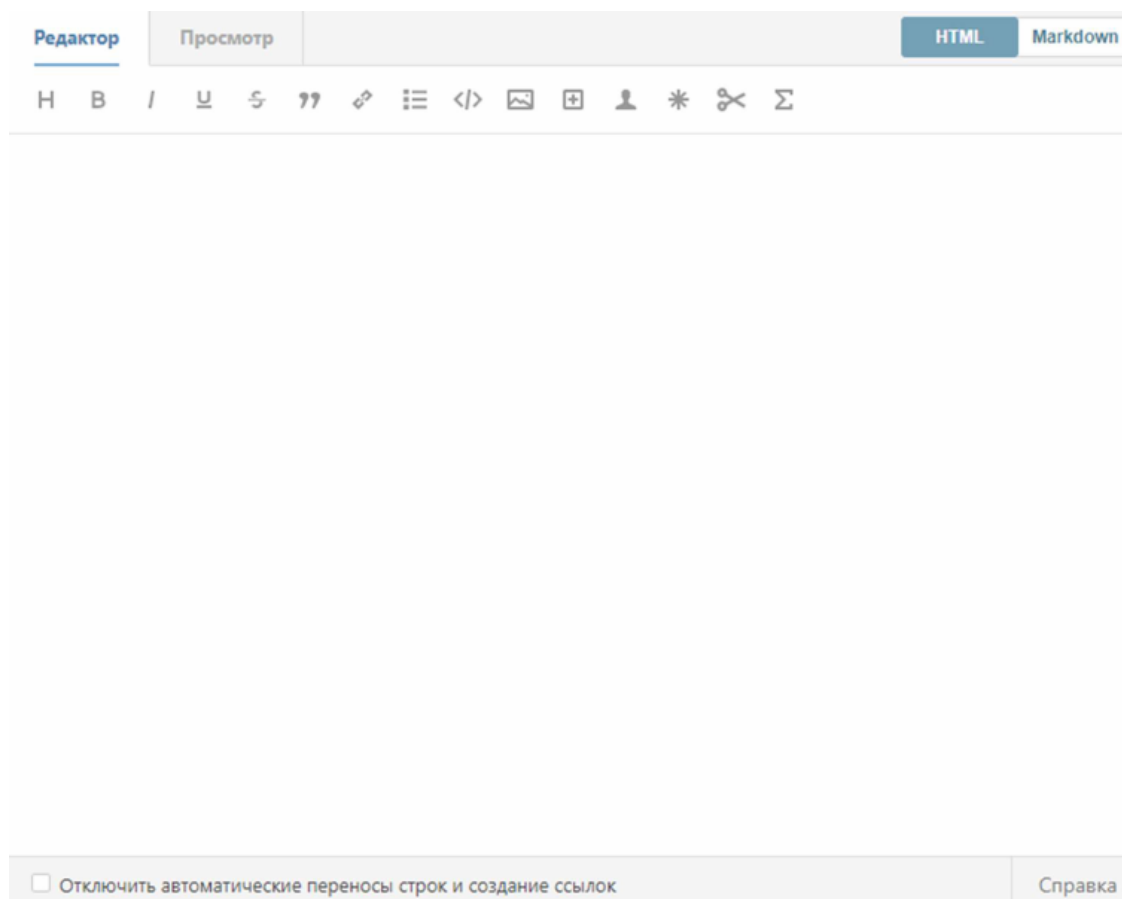 Редактор Просмотр HTML Markdown
H B I U S ❞ </> Σ
Отключить автоматические переносы строк и создание ссылок Справка